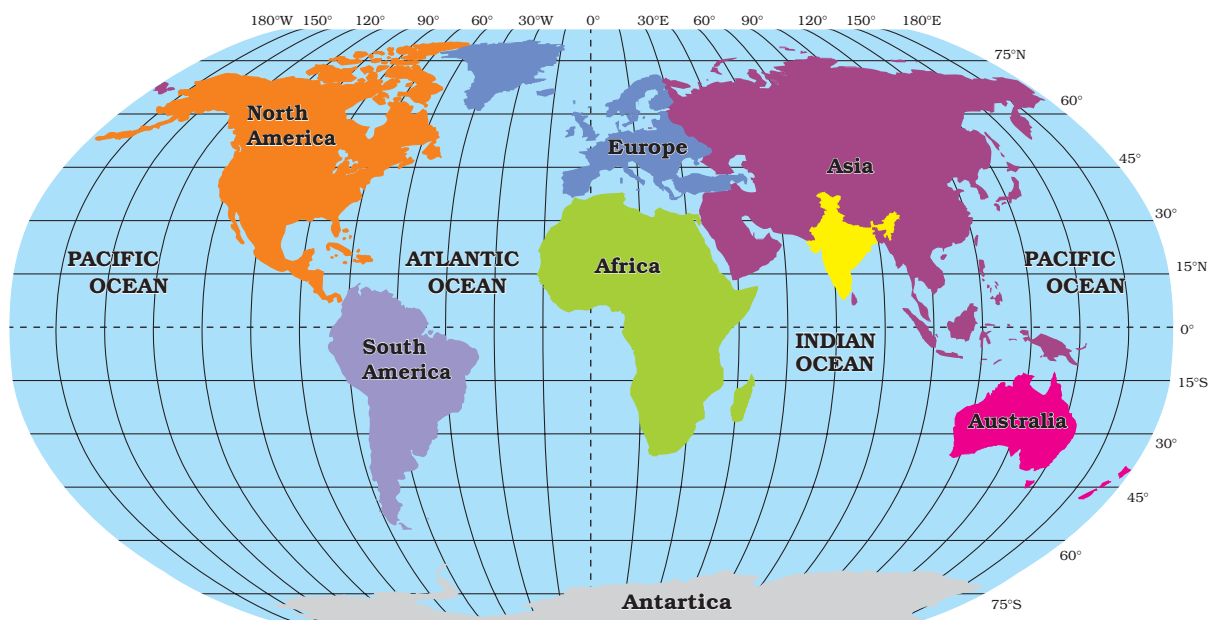 180°W 150° 120° 90° 60° 30°W 0° 30°E 60° 90° 120° 150° 180°E
75°N
60°
North
America
Europe
45°
Asia
30°
PACIFIC
OCEAN
ATLANTIC
OCEAN
Africa
PACIFIC
OCEAN
15°N
0°
INDIAN
OCEAN
South
America
15°S
Australia
30°
45°
60°
Antartica
75°S